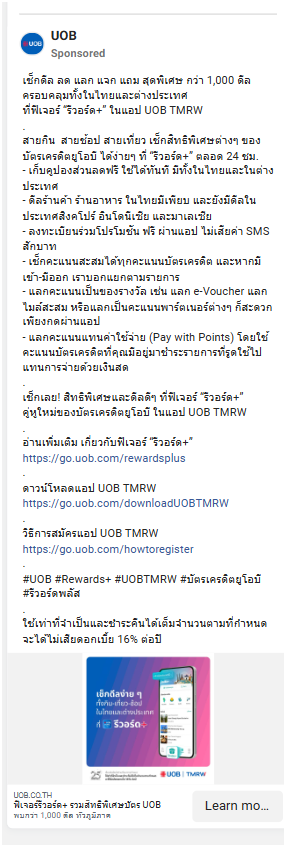 UOB
UOB
Sponsored
เช็กดีล ลด แลก แจก แถม สุดพิเศษ กว่า 1,000 ดีล
ครอบคลุมทั้งในไทยและต่างประเทศ
ที่ฟีเจอร์ “รีวอร์ด+” ในแอป UOB TMRW
.
สายกิน สายช้อป สายเที่ยว เช็กสิทธิพิเศษต่างๆ ของ
บัตรเครดิตยูโอบี ได้ง่ายๆ ที่ “รีวอร์ด+” ตลอด 24 ชม.
- เก็บคูปองส่วนลดฟรี ใช้ได้ทันที มีทั้งในไทยและในต่าง
ประเทศ
- ดีลร้านค้า ร้านอาหาร ในไทยมีเพียบ และยังมีดีลใน
ประเทศสิงคโปร์ อินโดนีเซีย และมาเลเซีย
- ลงทะเบียนร่วมโปรโมชัน ฟรี ผ่านแอป ไม่เสียค่า SMS
สักบาท
- เช็กคะแนนสะสมได้ทุกคะแนนบัตรเครดิต และหากมี
เข้า-มีออก เราบอกแยกตามรายการ
- แลกคะแนนเป็นของรางวัล เช่น แลก e-Voucher แลก
ไมล์สะสม หรือแลกเป็นคะแนนพาร์ตเนอร์ต่างๆ ก็สะดวก
เพียงกดผ่านแอป
- แลกคะแนนแทนค่าใช้จ่าย (Pay with Points) โดยใช้
คะแนนบัตรเครดิตที่คุณมีอยู่มาชำระรายการที่รูดใช้ไป
แทนการจ่ายด้วยเงินสด
.
เช็กเลย! สิทธิพิเศษและดีลดีๆ ที่ฟีเจอร์ “รีวอร์ด+”
คู่หูใหม่ของบัตรเครดิตยูโอบี ในแอป UOB TMRW
.
อ่านเพิ่มเติม เกี่ยวกับฟีเจอร์ “รีวอร์ด+”
https://go.uob.com/rewardsplus
.
ดาวน์โหลดแอป UOB TMRW
https://go.uob.com/downloadUOBTMRW
.
วิธีการสมัครแอป UOB TMRW
https://go.uob.com/howtoregister
.
#UOB #Rewards+ #UOBTMRW #บัตรเครดิตยูโอบี
#รีวอร์ดพลัส
.
ใช้เท่าที่จำเป็นและชำระคืนได้เต็มจำนวนตามที่กำหนด
จะได้ไม่เสียดอกเบี้ย 16% ต่อปี
เช็กดีลง่าย ๆ
ทั้งกิน-เที่ยว-ช้อป
ในไทยและต่างประเทศ
ที่ รีวอร์ด+
25
UOB TMRW
UOB.CO.TH
ฟีเจอร์รีวอร์ด+ รวมสิทธิพิเศษบัตร UOB
พบกว่า 1,000 ดีล ทั่วภูมิภาค
Learn mo...